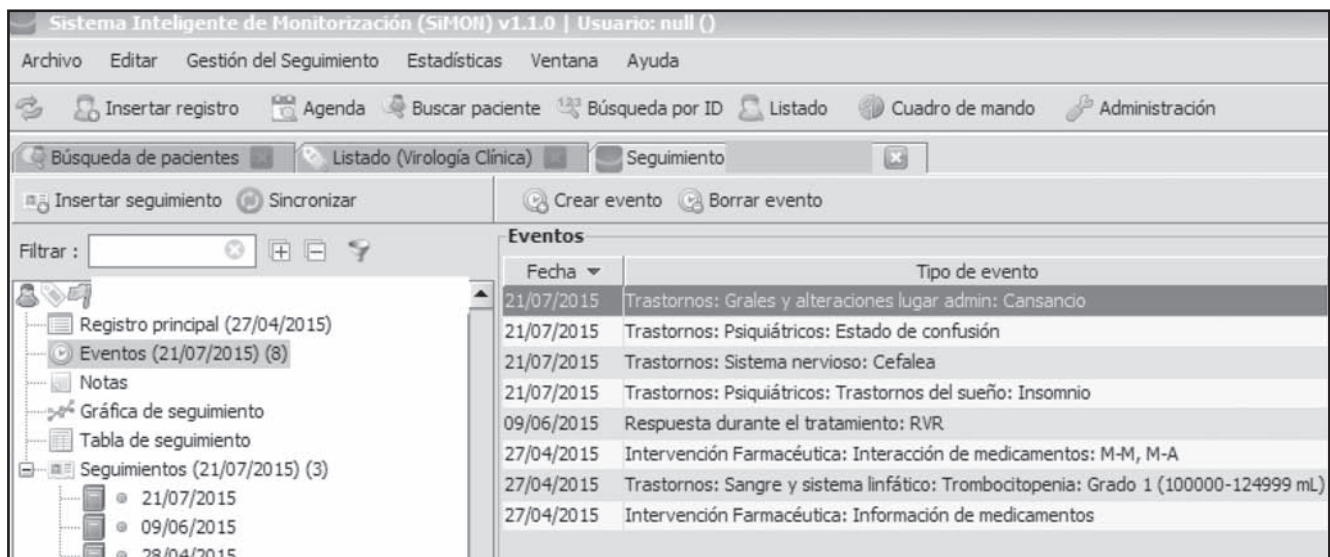 Sistema Inteligente de Monitorización (SiMON) v1.1.0 | Usuario: null ()
Archivo Editar Gestión del Seguimiento Estadísticas Ventana Ayuda
Insertar registro Agenda Buscar paciente Búsqueda por ID Listado Cuadro de mando Administración
Búsqueda de pacientes Listado (Virología Clínica) Seguimiento
Insertar seguimiento Sincronizar Crear evento Borrar evento
Filtrar :
Registro principal (27/04/2015)
Eventos (21/07/2015) (8)
Notas
Gráfica de seguimiento
Tabla de seguimiento
Seguimientos (21/07/2015) (3)
21/07/2015
09/06/2015
28/04/2015
Eventos
Fecha Tipo de evento
21/07/2015 Trastornos: Grales y alteraciones lugar admin: Cansancio
21/07/2015 Trastornos: Psiquiátricos: Estado de confusión
21/07/2015 Trastornos: Sistema nervioso: Cefalea
21/07/2015 Trastornos: Psiquiátricos: Trastornos del sueño: Insomnio
09/06/2015 Respuesta durante el tratamiento: RVR
27/04/2015 Intervención Farmacéutica: Interacción de medicamentos: M-M, M-A
27/04/2015 Trastornos: Sangre y sistema linfático: Trombocitopenia: Grado 1 (100000-124999 mL)
27/04/2015 Intervención Farmacéutica: Información de medicamentos